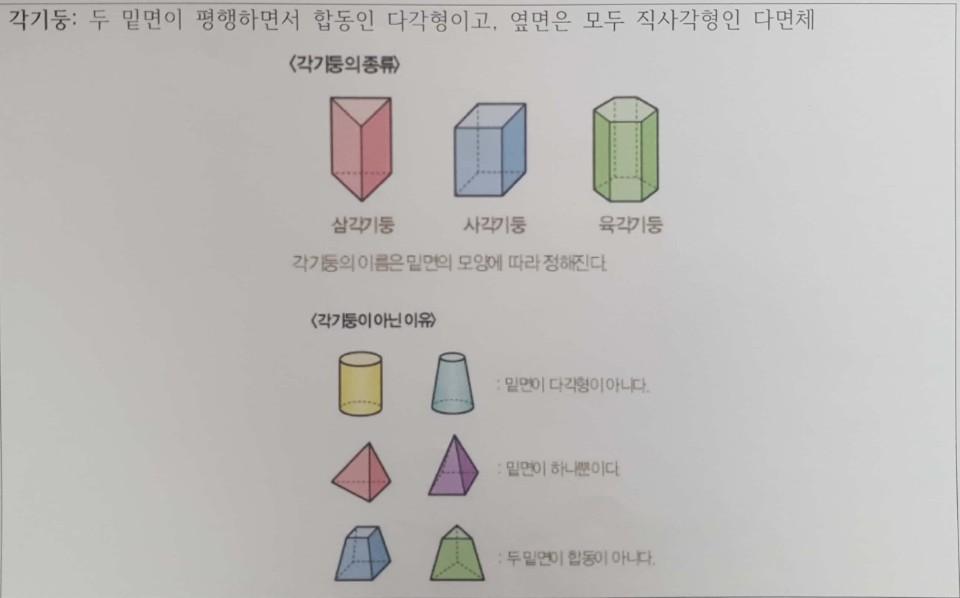 각기둥: 두 밑면이 평행하면서 합동인 다각형이고, 옆면은 모두 직사각형인 다면체
〈각기둥의 종류〉
삼각기둥 사각기둥 육각기둥
각기둥의 이름은 밑면의 모양에 따라 정해진다.
〈각기둥이 아닌 이유〉
: 밑면이 다각형이 아니다.
: 밑면이 하나뿐이다.
: 두 밑면이 합동이 아니다.